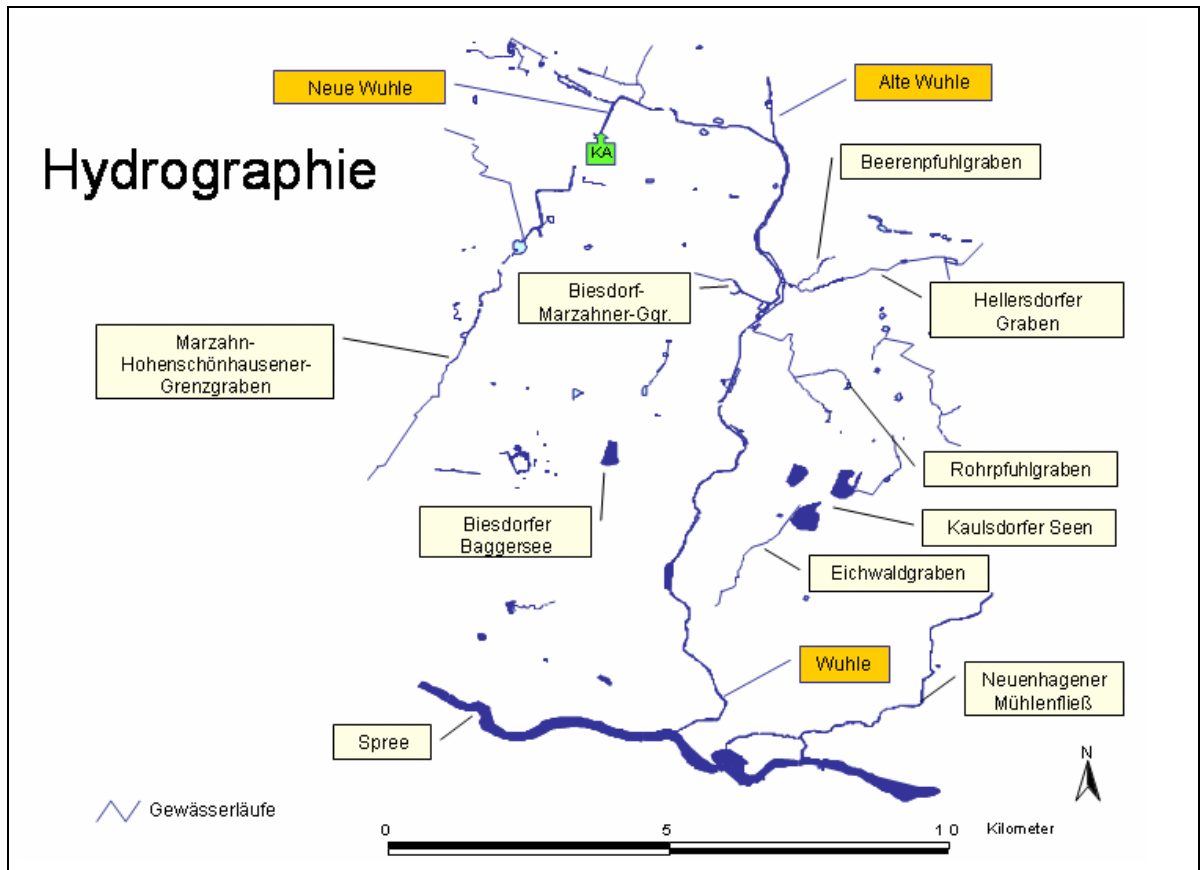 Neue Wuhle
Alte Wuhle
KA
Beerenpfuhlgraben
Hydrographie
Biesdorf-
Marzahner-Ggr.
Hellersdorfer
Graben
Marzahn-
Hohenschönhausener-
Grenzgraben
Rohrpfuhlgraben
Biesdorfer
Baggersee
Kaulsdorfer Seen
Eichwaldgraben
Wuhle
Neuenhagener
Mühlenfließ
Spree
N
Gewässerläufe
0 5 10 Kilometer